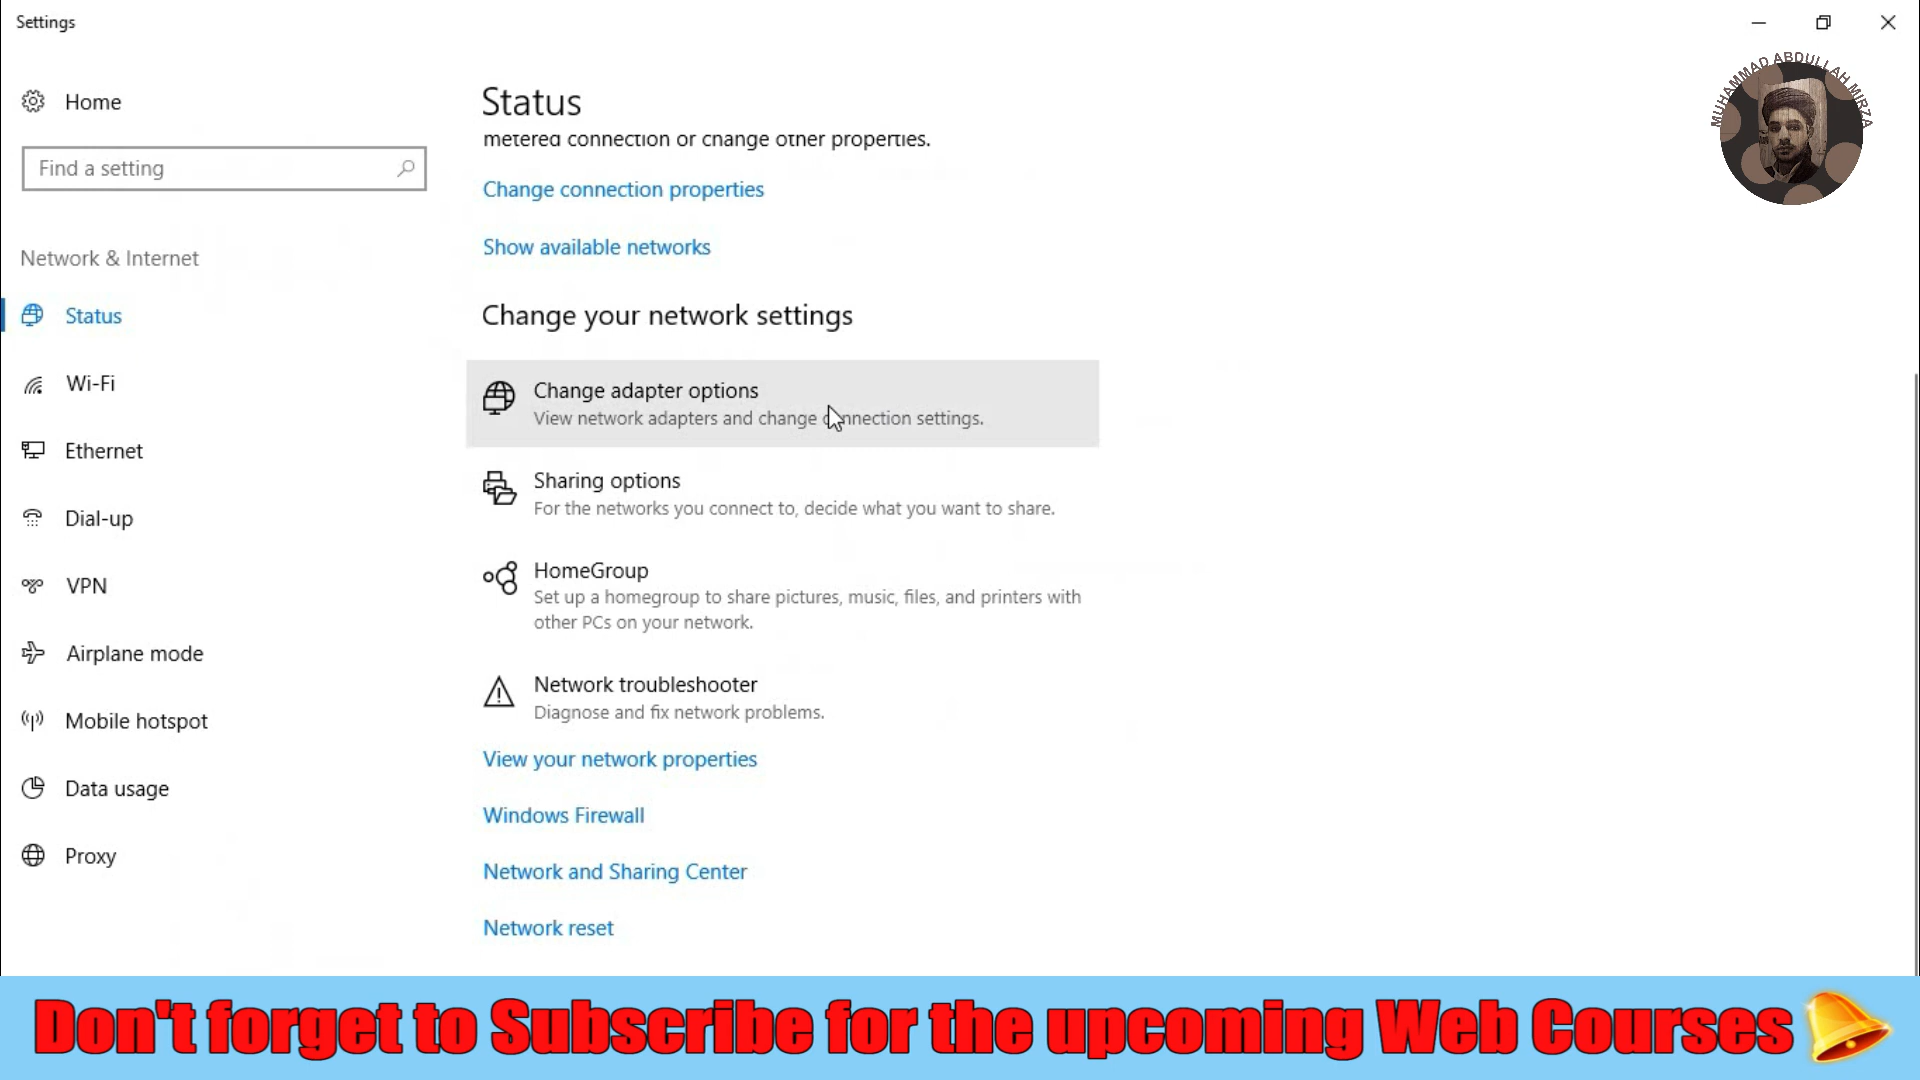 Settings
MUHAMMAD ABDULLAH MIRZA
Home
Find a setting
Network & Internet
Status
Wi-Fi
Ethernet
Dial-up
VPN
Airplane mode
Mobile hotspot
Data usage
Proxy
Status
metered connection or change other properties.
Change connection properties
Show available networks
Change your network settings
Change adapter options
View network adapters and change connection settings.
Sharing options
For the networks you connect to, decide what you want to share.
HomeGroup
Set up a homegroup to share pictures, music, files, and printers with
other PCs on your network.
Network troubleshooter
Diagnose and fix network problems.
View your network properties
Windows Firewall
Network and Sharing Center
Network reset
Don't forget to Subscribe for the upcoming Web Courses